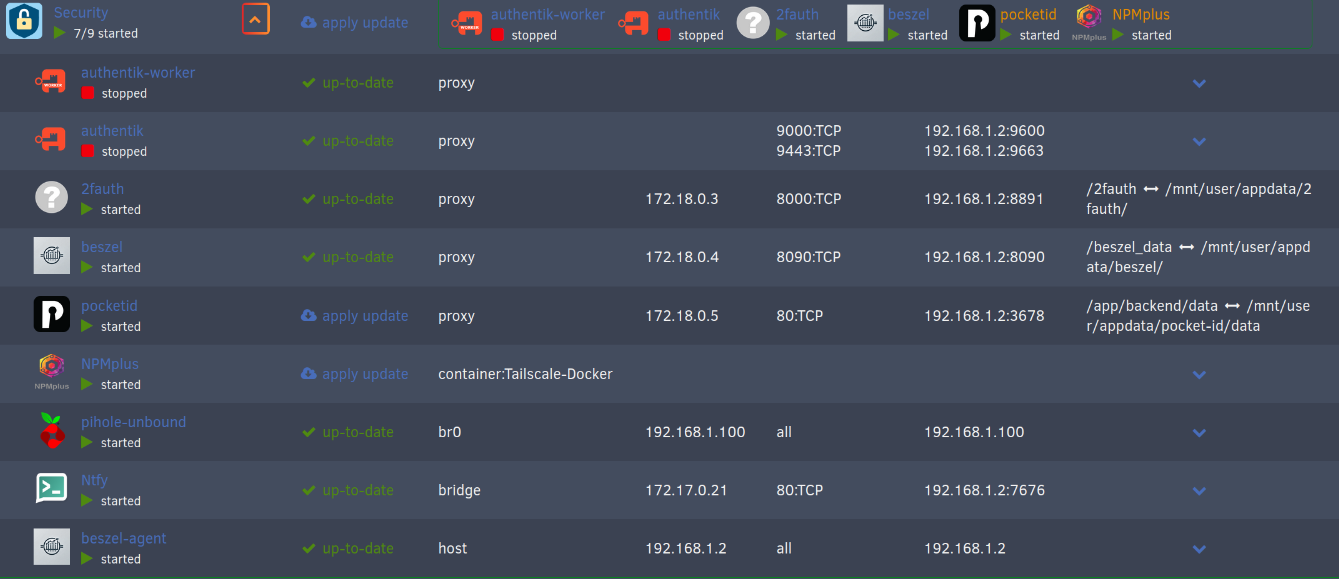 Security
7/9 started
apply update
authentik-worker
stopped
authentik
stopped
2fauth
started
beszel
started
pocketid
started
NPMplus
NPMplus
started
WORKER
authentik-worker
stopped
up-to-date
proxy
authentik
stopped
up-to-date
proxy
9000:TCP
9443:TCP
192.168.1.2:9600
192.168.1.2:9663
2fauth
started
up-to-date
proxy
172.18.0.3
8000:TCP
192.168.1.2:8891
/2fauth ↔ /mnt/user/appdata/2
fauth/
beszel
started
up-to-date
proxy
172.18.0.4
8090:TCP
192.168.1.2:8090
/beszel_data ↔ /mnt/user/appd
ata/beszel/
pocketid
started
apply update
proxy
172.18.0.5
80:TCP
192.168.1.2:3678
/app/backend/data ↔ /mnt/use
r/appdata/pocket-id/data
NPMplus
NPMplus
started
apply update
container:Tailscale-Docker
pihole-unbound
started
up-to-date
br0
192.168.1.100
all
192.168.1.100
Ntfy
started
up-to-date
bridge
172.17.0.21
80:TCP
192.168.1.2:7676
beszel-agent
started
up-to-date
host
192.168.1.2
all
192.168.1.2